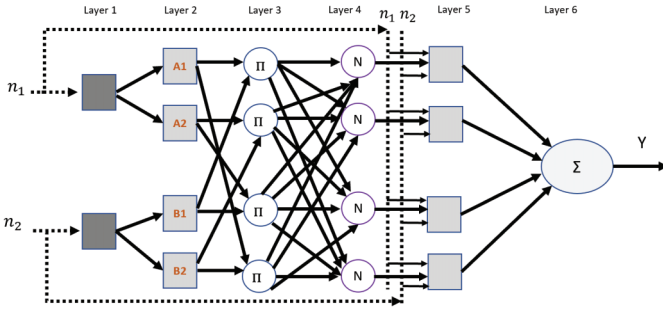 Layer 1 Layer 2 Layer 3 Layer 4 n₁ n₂ Layer 5 Layer 6
A1 Π N
n₁
A2 Π N
Y
Σ
B1 Π N
n₂
B2 Π N